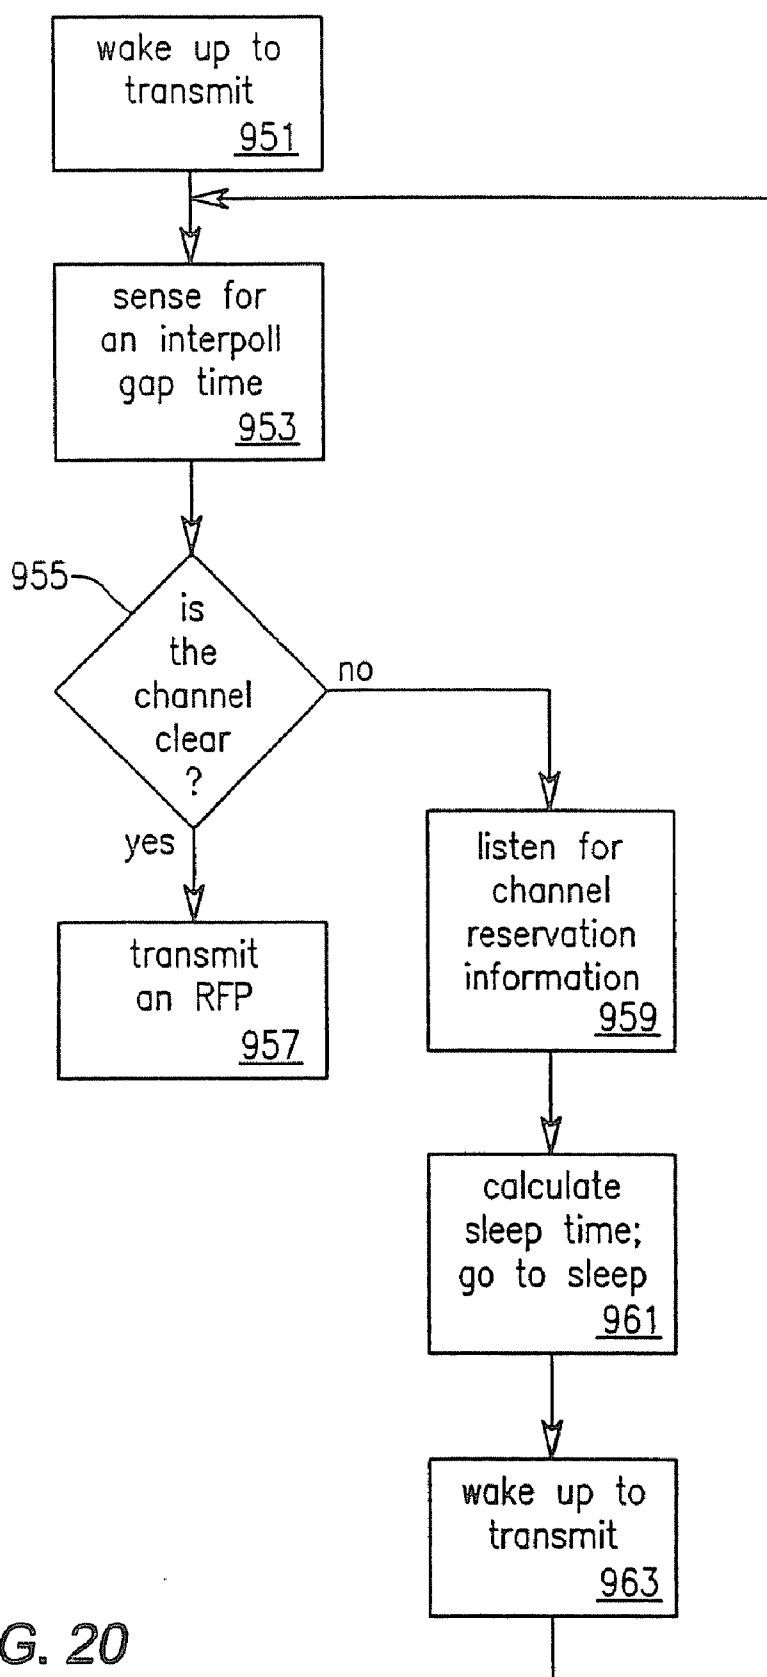 wake up to
transmit
951
sense for
an interpoll
gap time
953
955
is
the
channel
clear
?
no
yes
transmit
an RFP
957
listen for
channel
reservation
information
959
calculate
sleep time;
go to sleep
961
wake up to
transmit
963
G. 20